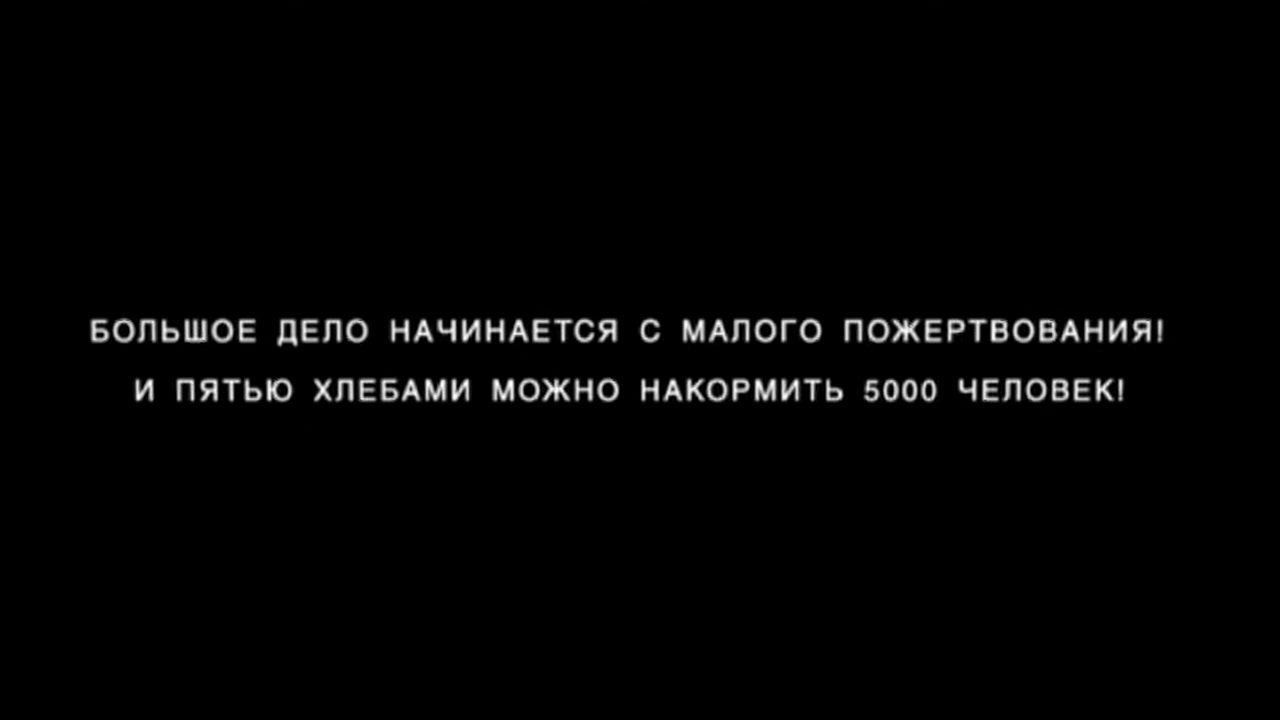 БОЛЬШОЕ ДЕЛО НАЧИНАЕТСЯ С МАЛОГО ПОЖЕРТВОВАНИЯ!
И ПЯТЬЮ ХЛЕБАМИ МОЖНО НАКОРМИТЬ 5000 ЧЕЛОВЕК!